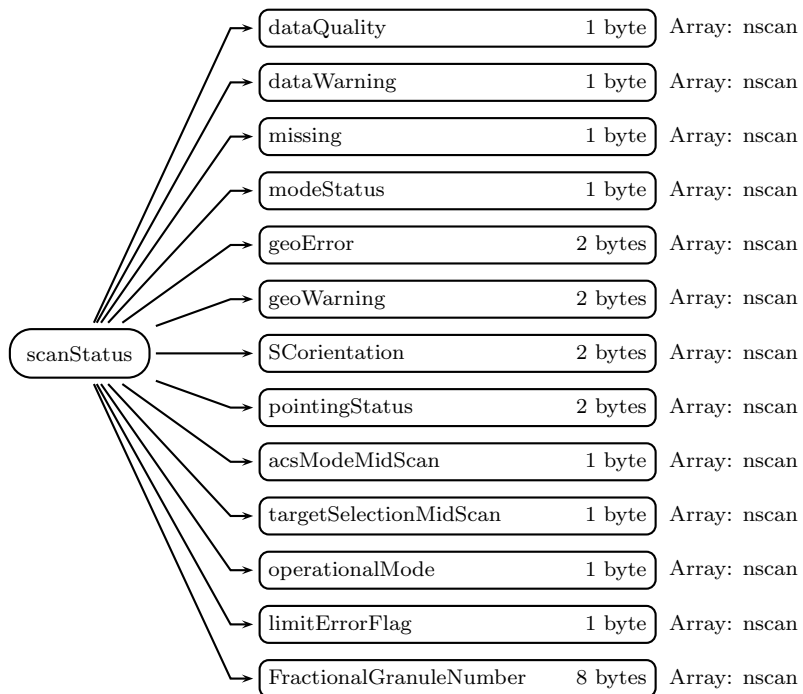 dataQuality 1 byte Array: nscan
dataWarning 1 byte Array: nscan
missing 1 byte Array: nscan
modeStatus 1 byte Array: nscan
geoError 2 bytes Array: nscan
geoWarning 2 bytes Array: nscan
scanStatus SCorientation 2 bytes Array: nscan
pointingStatus 2 bytes Array: nscan
acsModeMidScan 1 byte Array: nscan
targetSelectionMidScan 1 byte Array: nscan
operationalMode 1 byte Array: nscan
limitErrorFlag 1 byte Array: nscan
FractionalGranuleNumber 8 bytes Array: nscan